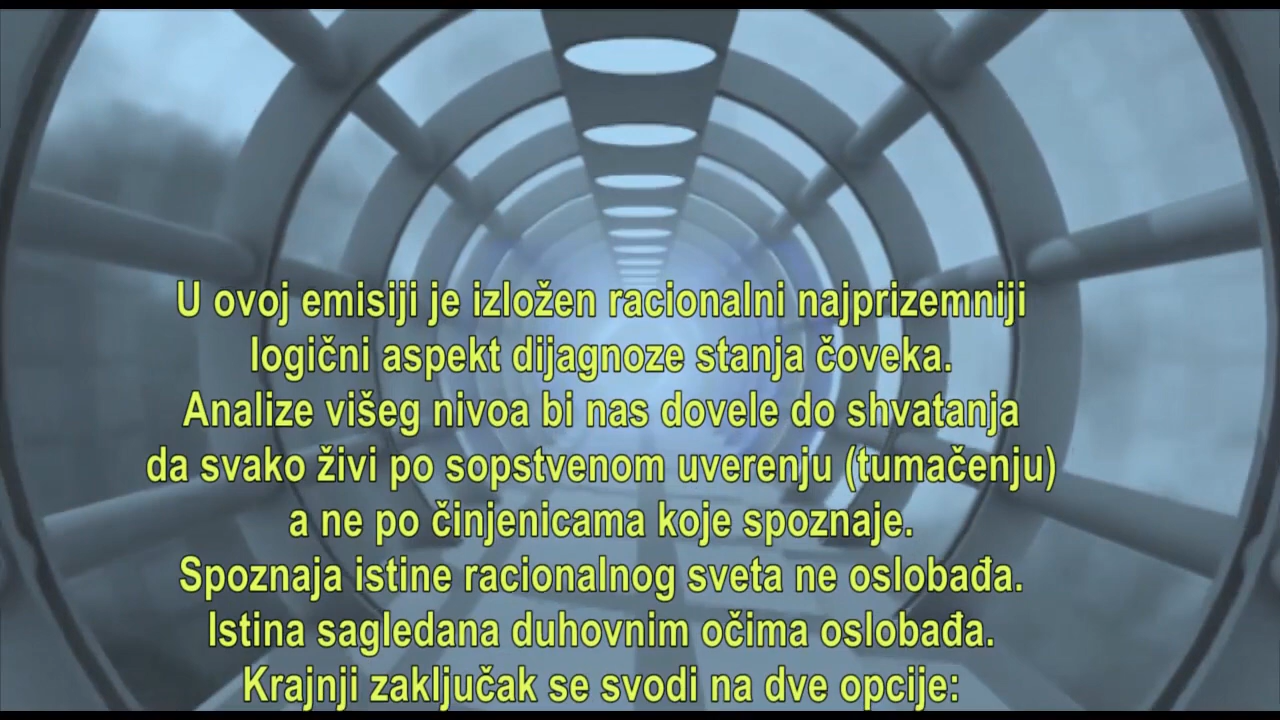 U ovoj emisiji je izložen racionalni najprizemniji
logični aspekt dijagnoze stanja čoveka.
Analize višeg nivoa bi nas dovele do shvatanja
da svako živi po sopstvenom uverenju (tumačenju)
a ne po činjenicama koje spoznaje.
Spoznaja istine racionalnog sveta ne oslobađa.
Istina sagledana duhovnim očima oslobađa.
Krajnji zaključak se svodi na dve opcije: